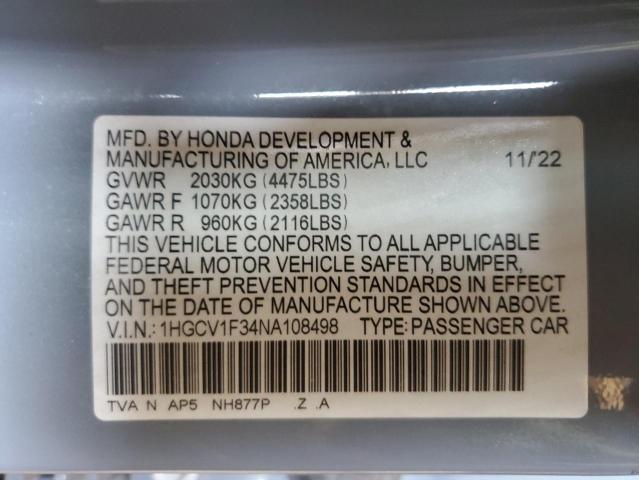 MFD. BY HONDA DEVELOPMENT &
MANUFACTURING OF AMERICA, LLC 11/'22
GVWR 2030KG (4475LBS)
GAWR F 1070KG (2358LBS)
GAWR R 960KG (2116LBS)
THIS VEHICLE CONFORMS TO ALL APPLICABLE
FEDERAL MOTOR VEHICLE SAFETY, BUMPER,
AND THEFT PREVENTION STANDARDS IN EFFECT
ON THE DATE OF MANUFACTURE SHOWN ABOVE.
V.I.N.: 1HGCV1F34NA108498 TYPE: PASSENGER CAR
TVA N AP5 NH877P .Z .A